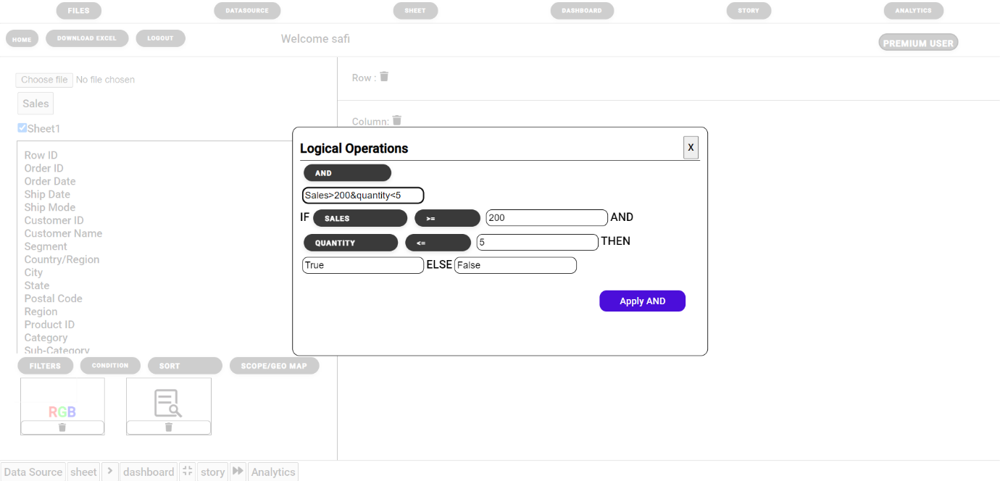 FILES DATASOURCE SHEET DASHBOARD STORY ANALYTICS
HOME DOWNLOAD EXCEL LOGOUT Welcome safi PREMIUM USER
Choose file No file chosen
Sales
Sheet1
Row ID
Order ID
Order Date
Ship Date
Ship Mode
Customer ID
Customer Name
Segment
Country/Region
City
State
Postal Code
Region
Product ID
Category
Sub-Category
FILTERS CONDITION SORT SCOPE/GEO MAP
RGB
Row :
Column:
Logical Operations X
AND
Sales>200&quantity<5
IF SALES >= 200 AND
QUANTITY <= 5 THEN
True ELSE False
Apply AND
Data Source sheet dashboard story Analytics